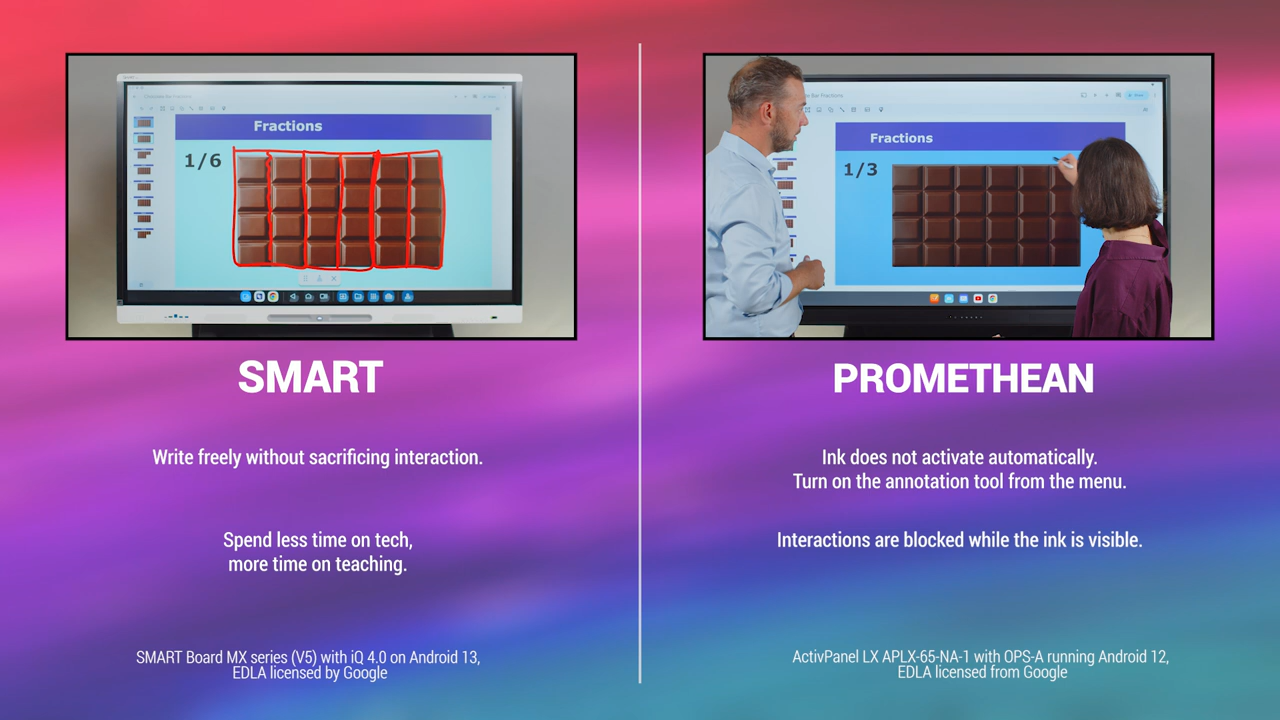 Fractions
1/6
SMART
Write freely without sacrificing interaction.
Spend less time on tech,
more time on teaching.
SMART Board MX series (V5) with iQ 4.0 on Android 13,
EDLA licensed by Google
Bar Fractions
Fractions
1/3
PROMETHEAN
Ink does not activate automatically.
Turn on the annotation tool from the menu.
Interactions are blocked while the ink is visible.
ActivPanel LX APLX-65-NA-1 with OPS-A running Android 12,
EDLA licensed from Google